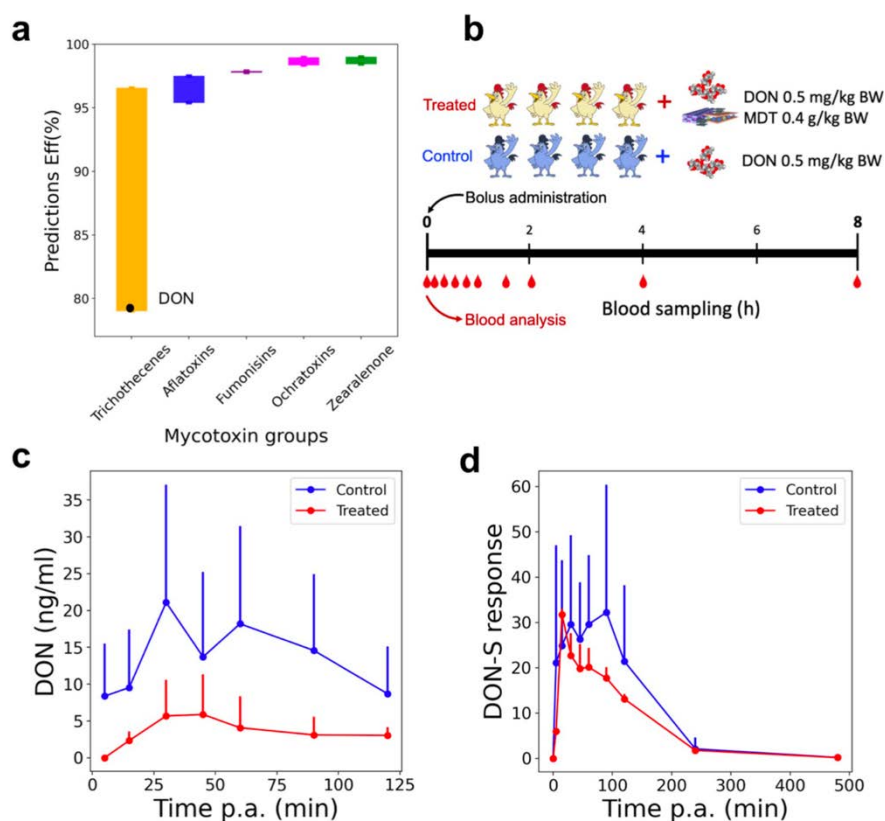 a
100
95
90
85
80
Predictions Eff(%)
DON
Trichothecenes
Aflatoxins
Fumonisins
Ochratoxins
Zearalenone
Mycotoxin groups
b
Treated
+
DON 0.5 mg/kg BW
MDT 0.4 g/kg BW
Control
+
DON 0.5 mg/kg BW
0
Bolus administration
2
4
6
8
Blood sampling (h)
Blood analysis
c
35
30
25
20
15
10
5
0
DON (ng/ml)
Control
Treated
0
25
50
75
100
125
Time p.a. (min)
d
60
50
40
30
20
10
0
DON-S response
Control
Treated
0
100
200
300
400
500
Time p.a. (min)